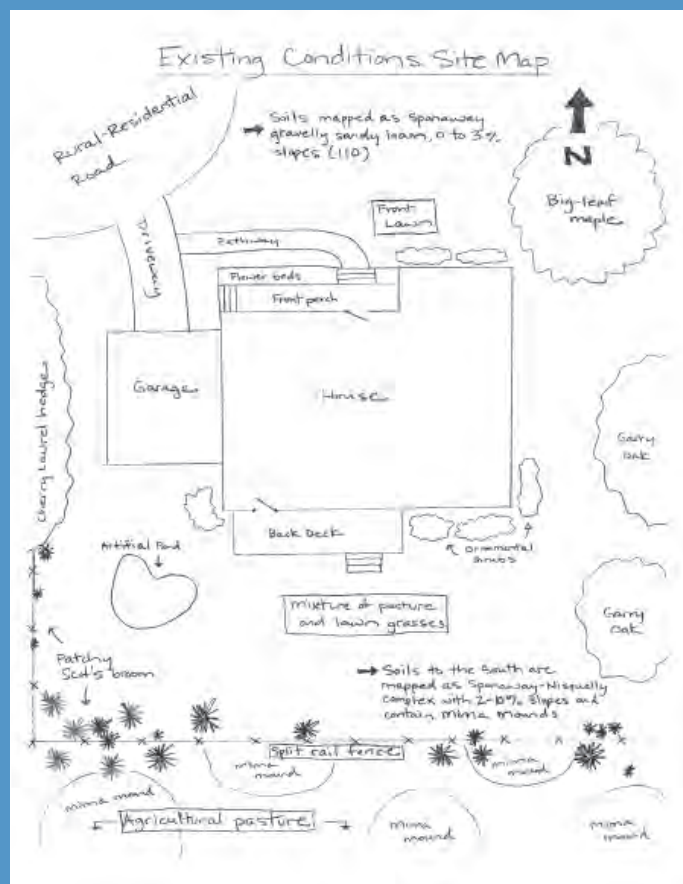 Existing Conditions Site Map
Rural-Residential
Road
→ Soils mapped as Spanaway
gravelly sandy loam, 0 to 3%
slopes (110)
N
Big-leaf
maple
Front
Lawn
Driveway
Pathway
Flower beds
Front porch
Garage
House
Cherry Laurel hedge
Garry
Oak
Back Deck
Ornamental
shrubs
Artifitial Pond
mixture of pasture
and lawn grasses
Garry
Oak
Patchy
Scot's broom
→ Soils to the South are
mapped as Spanaway-Nisqually
complex with 2-10% slopes and
contain mima mounds
Split rail fence
mima
mound
mima
mound
mima mound
Agricultural pasture
mima
mound
mima
mound